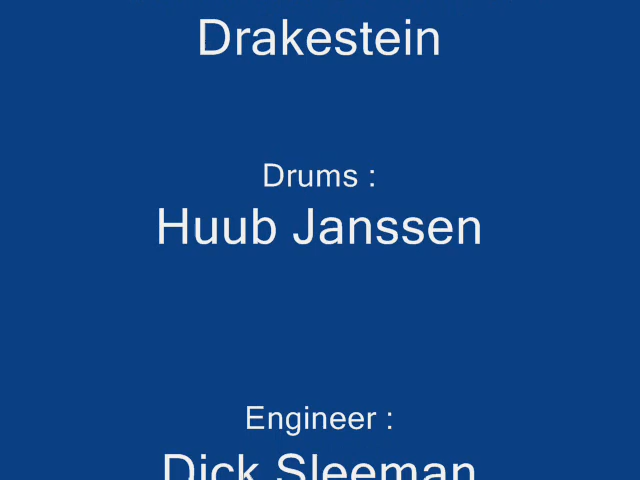 Drakestein
Drums :
Huub Janssen
Engineer :
Dick Sleeman